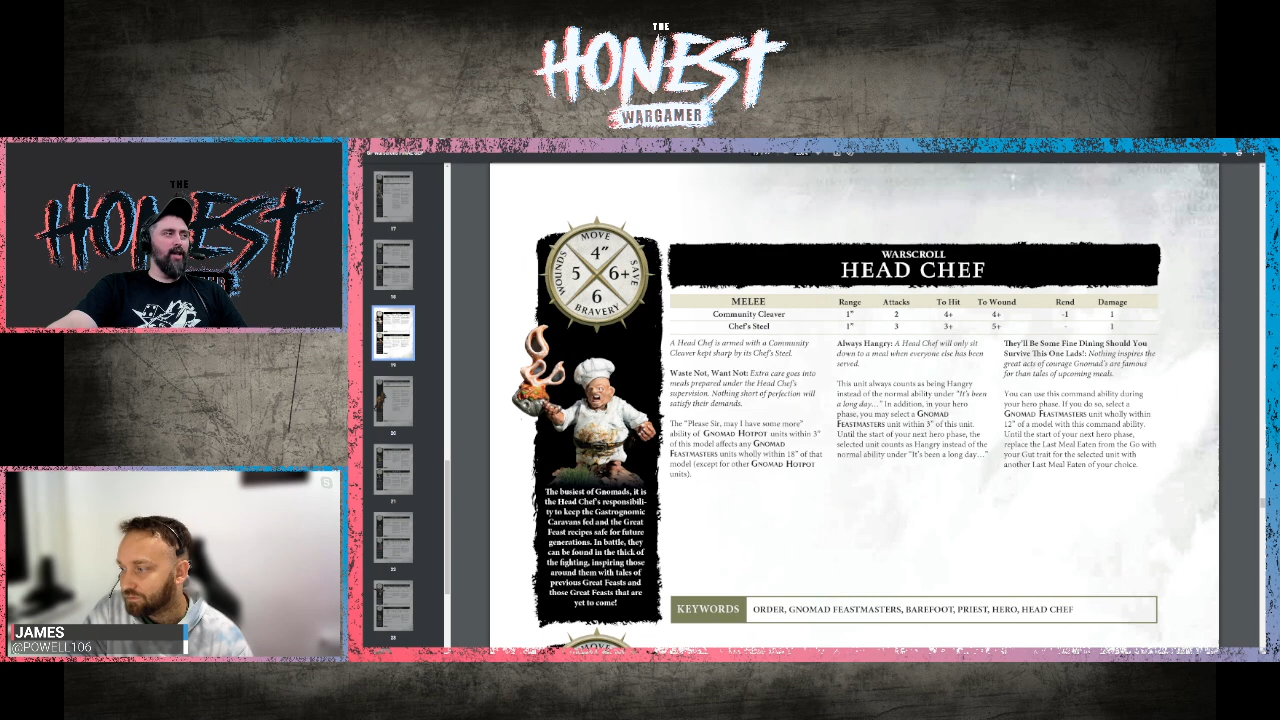 THE
HONEST
WARGAMER
THE
HONEST
JAMES
@POWELL106
17
18
19
20
21
22
23
MOVE
4”
WOUNDS
5
6+
SAVE
6
BRAVERY
The busiest of Gnomads, it is
the Head Chef's responsibili-
ty to keep the Gastrognomic
Caravans fed and the Great
Feast recipes safe for future
generations. In battle, they
can be found in the thick of
the fighting, inspiring those
around them with tales of
previous Great Feasts and
those Great Feasts that are
yet to come!
WARSCROLL
HEAD CHEF
MELEE Range Attacks To Hit To Wound Rend Damage
Community Cleaver 1” 2 4+ 4+ -1 1
Chef's Steel 1” 3 3+ 5+ - 1
A Head Chef is armed with a Community
Cleaver kept sharp by its Chef's Steel.
Waste Not, Want Not: Extra care goes into
meals prepared under the Head Chef's
supervision. Nothing short of perfection will
satisfy their demands.
The “Please Sir, may I have some more”
ability of GNOMAD HOTPOT units within 3”
of this model affects any GNOMAD
FEASTMASTERS units wholly within 18” of that
model (except for other GNOMAD HOTPOT
units).
Always Hangry: A Head Chef will only sit
down to a meal when everyone else has been
served.
This unit always counts as being Hangry
instead of the normal ability under “It's been
a long day…” In addition, in your hero
phase, you may select a GNOMAD
FEASTMASTERS unit within 3” of this unit.
Until the start of your next hero phase, the
selected unit counts as Hangry instead of the
normal ability under “It's been a long day…”
They'll Be Some Fine Dining Should You
Survive This One Lads!: Nothing inspires the
great acts of courage Gnomad's are famous
for than tales of upcoming meals.
You can use this command ability during
your hero phase. If you do so, select a
GNOMAD FEASTMASTERS unit wholly within
12” of a model with this command ability.
Until the start of your next hero phase,
replace the Last Meal Eaten from the Go with
your Gut trait for the selected unit with
another Last Meal Eaten of your choice.
KEYWORDS ORDER, GNOMAD FEASTMASTERS, BAREFOOT, PRIEST, HERO, HEAD CHEF
MOVE